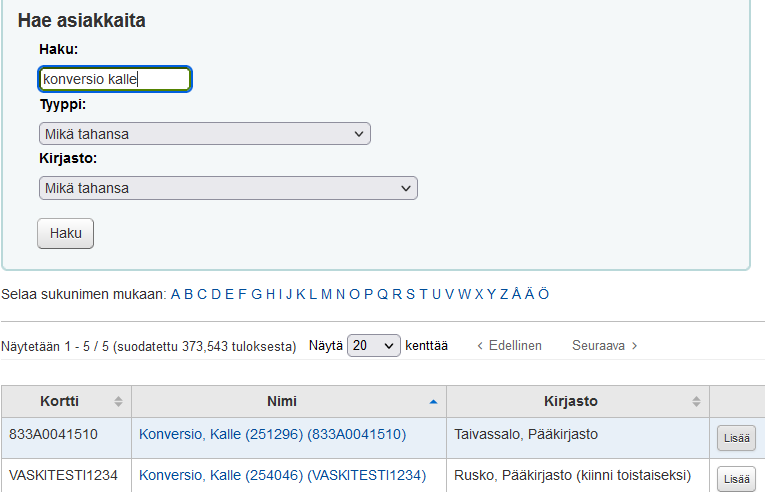 Hae asiakkaita
Haku:
konversio kalle
Tyyppi:
Mikä tahansa
Kirjasto:
Mikä tahansa
Haku
Selaa sukunimen mukaan: A B C D E F G H I J K L M N O P Q R S T U V W X Y Z Å Ä Ö
Näytetään 1 - 5 / 5 (suodatettu 373,543 tuloksesta) Näytä 20 kenttää < Edellinen Seuraava >
Kortti Nimi Kirjasto
833A0041510 Konversio, Kalle (251296) (833A0041510) Taivassalo, Pääkirjasto Lisää
VASKITESTI1234 Konversio, Kalle (254046) (VASKITESTI1234) Rusko, Pääkirjasto (kiinni toistaiseksi) Lisää